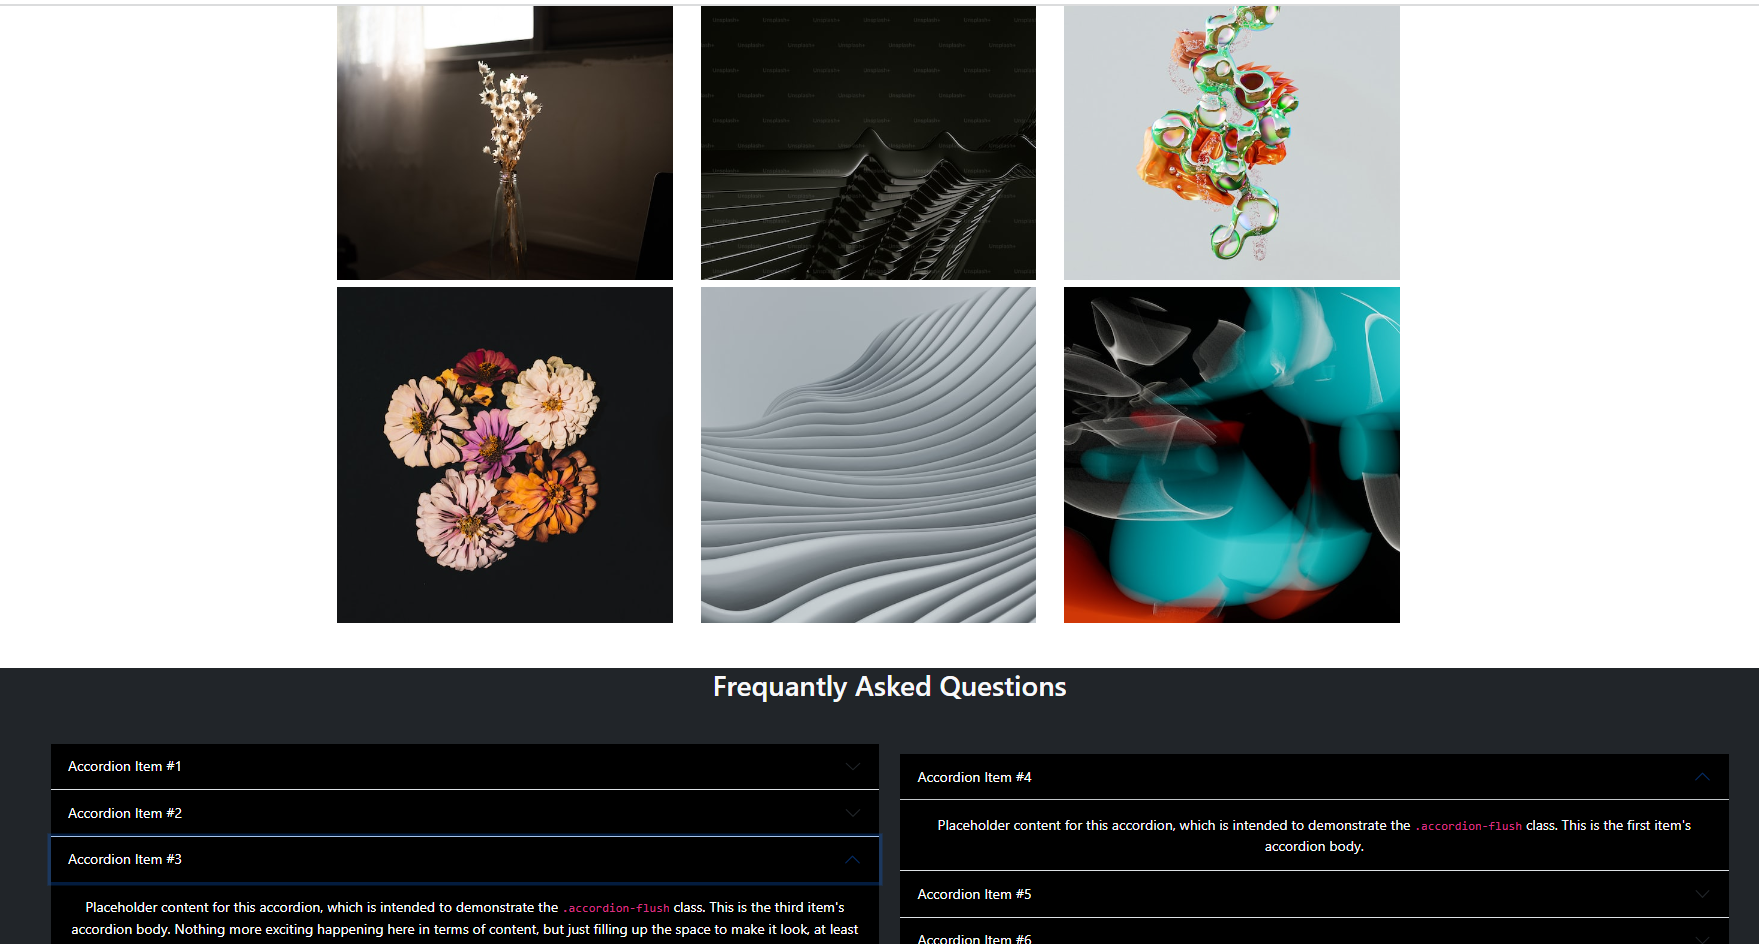 Frequantly Asked Questions
Accordion Item #1
Accordion Item #2
Accordion Item #3
Placeholder content for this accordion, which is intended to demonstrate the .accordion-flush class. This is the third item's
accordion body. Nothing more exciting happening here in terms of content, but just filling up the space to make it look, at least
Accordion Item #4
Placeholder content for this accordion, which is intended to demonstrate the .accordion-flush class. This is the first item's
accordion body.
Accordion Item #5
Accordion Item #6